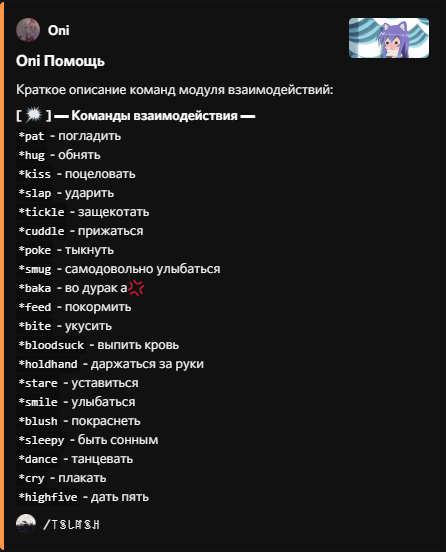 Oni
Oni Помощь
Краткое описание команд модуля взаимодействий:
[ 🗯 ] — Команды взаимодействия —
*pat - погладить
*hug - обнять
*kiss - поцеловать
*slap - ударить
*tickle - защекотать
*cuddle - прижаться
*poke - тыкнуть
*smug - самодовольно улыбаться
*baka - во дурак а💢
*feed - покормить
*bite - укусить
*bloodsuck - выпить кровь
*holdhand - даржаться за руки
*stare - уставиться
*smile - улыбаться
*blush - покраснеть
*sleepy - быть сонным
*dance - танцевать
*cry - плакать
*highfive - дать пять